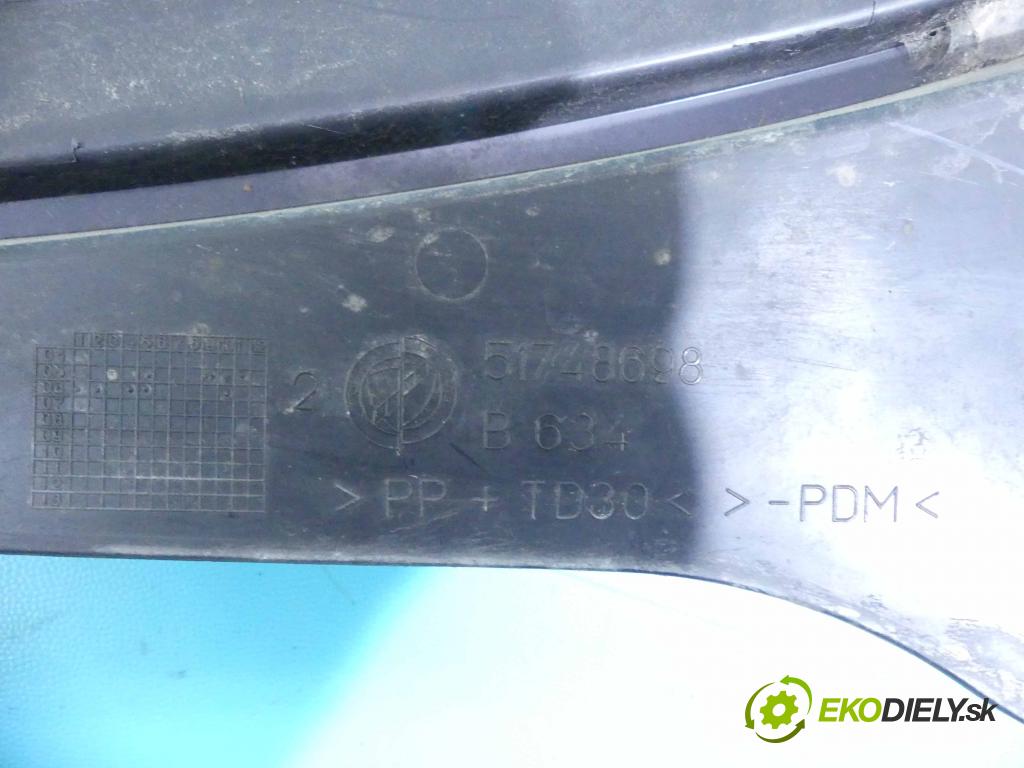 2 51748698
B 634
>PP + TD30< >-PDM<
EKODIELY.sk